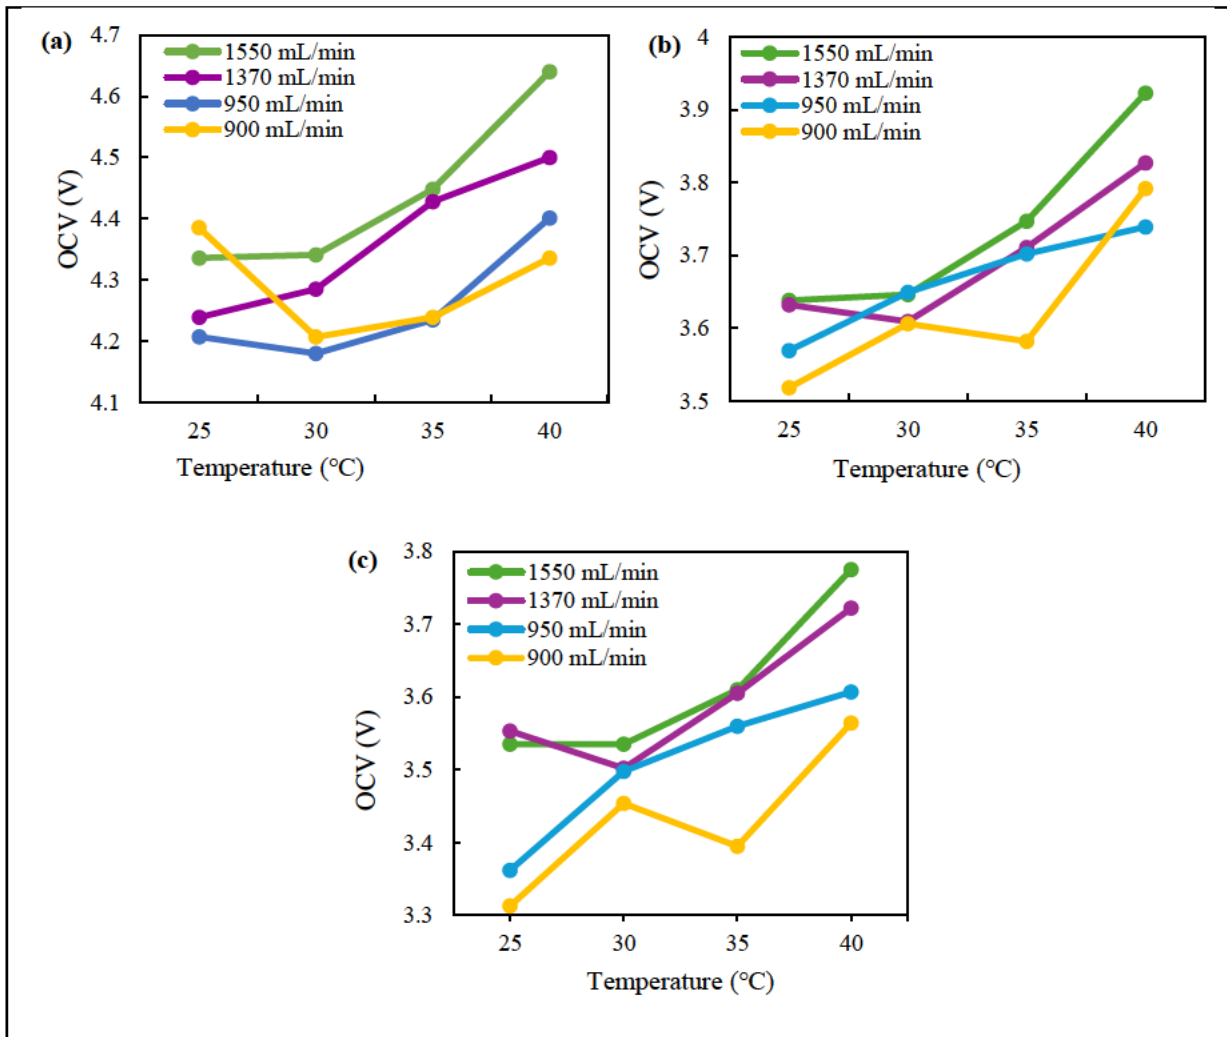 (a)
1550 mL/min
1370 mL/min
950 mL/min
900 mL/min
OCV (V)
4.7
4.6
4.5
4.4
4.3
4.2
4.1
25 30 35 40
Temperature (°C)
(b)
1550 mL/min
1370 mL/min
950 mL/min
900 mL/min
OCV (V)
4
3.9
3.8
3.7
3.6
3.5
25 30 35 40
Temperature (°C)
(c)
1550 mL/min
1370 mL/min
950 mL/min
900 mL/min
OCV (V)
3.8
3.7
3.6
3.5
3.4
3.3
25 30 35 40
Temperature (°C)